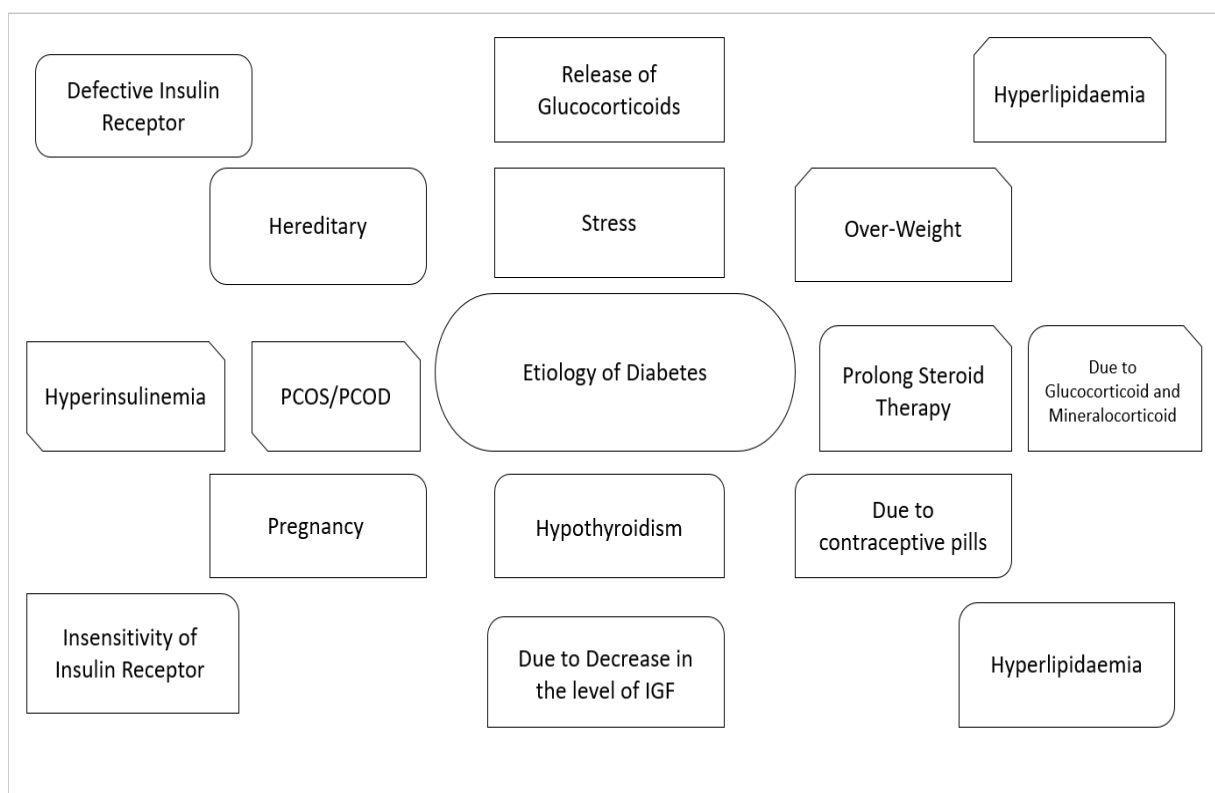 Defective Insulin
Receptor
Release of
Glucocorticoids
Hyperlipidaemia
Hereditary
Stress
Over-Weight
Hyperinsulinemia
PCOS/PCOD
Etiology of Diabetes
Prolong Steroid
Therapy
Due to
Glucocorticoid and
Mineralocorticoid
Pregnancy
Hypothyroidism
Due to
contraceptive pills
Insensitivity of
Insulin Receptor
Due to Decrease in
the level of IGF
Hyperlipidaemia